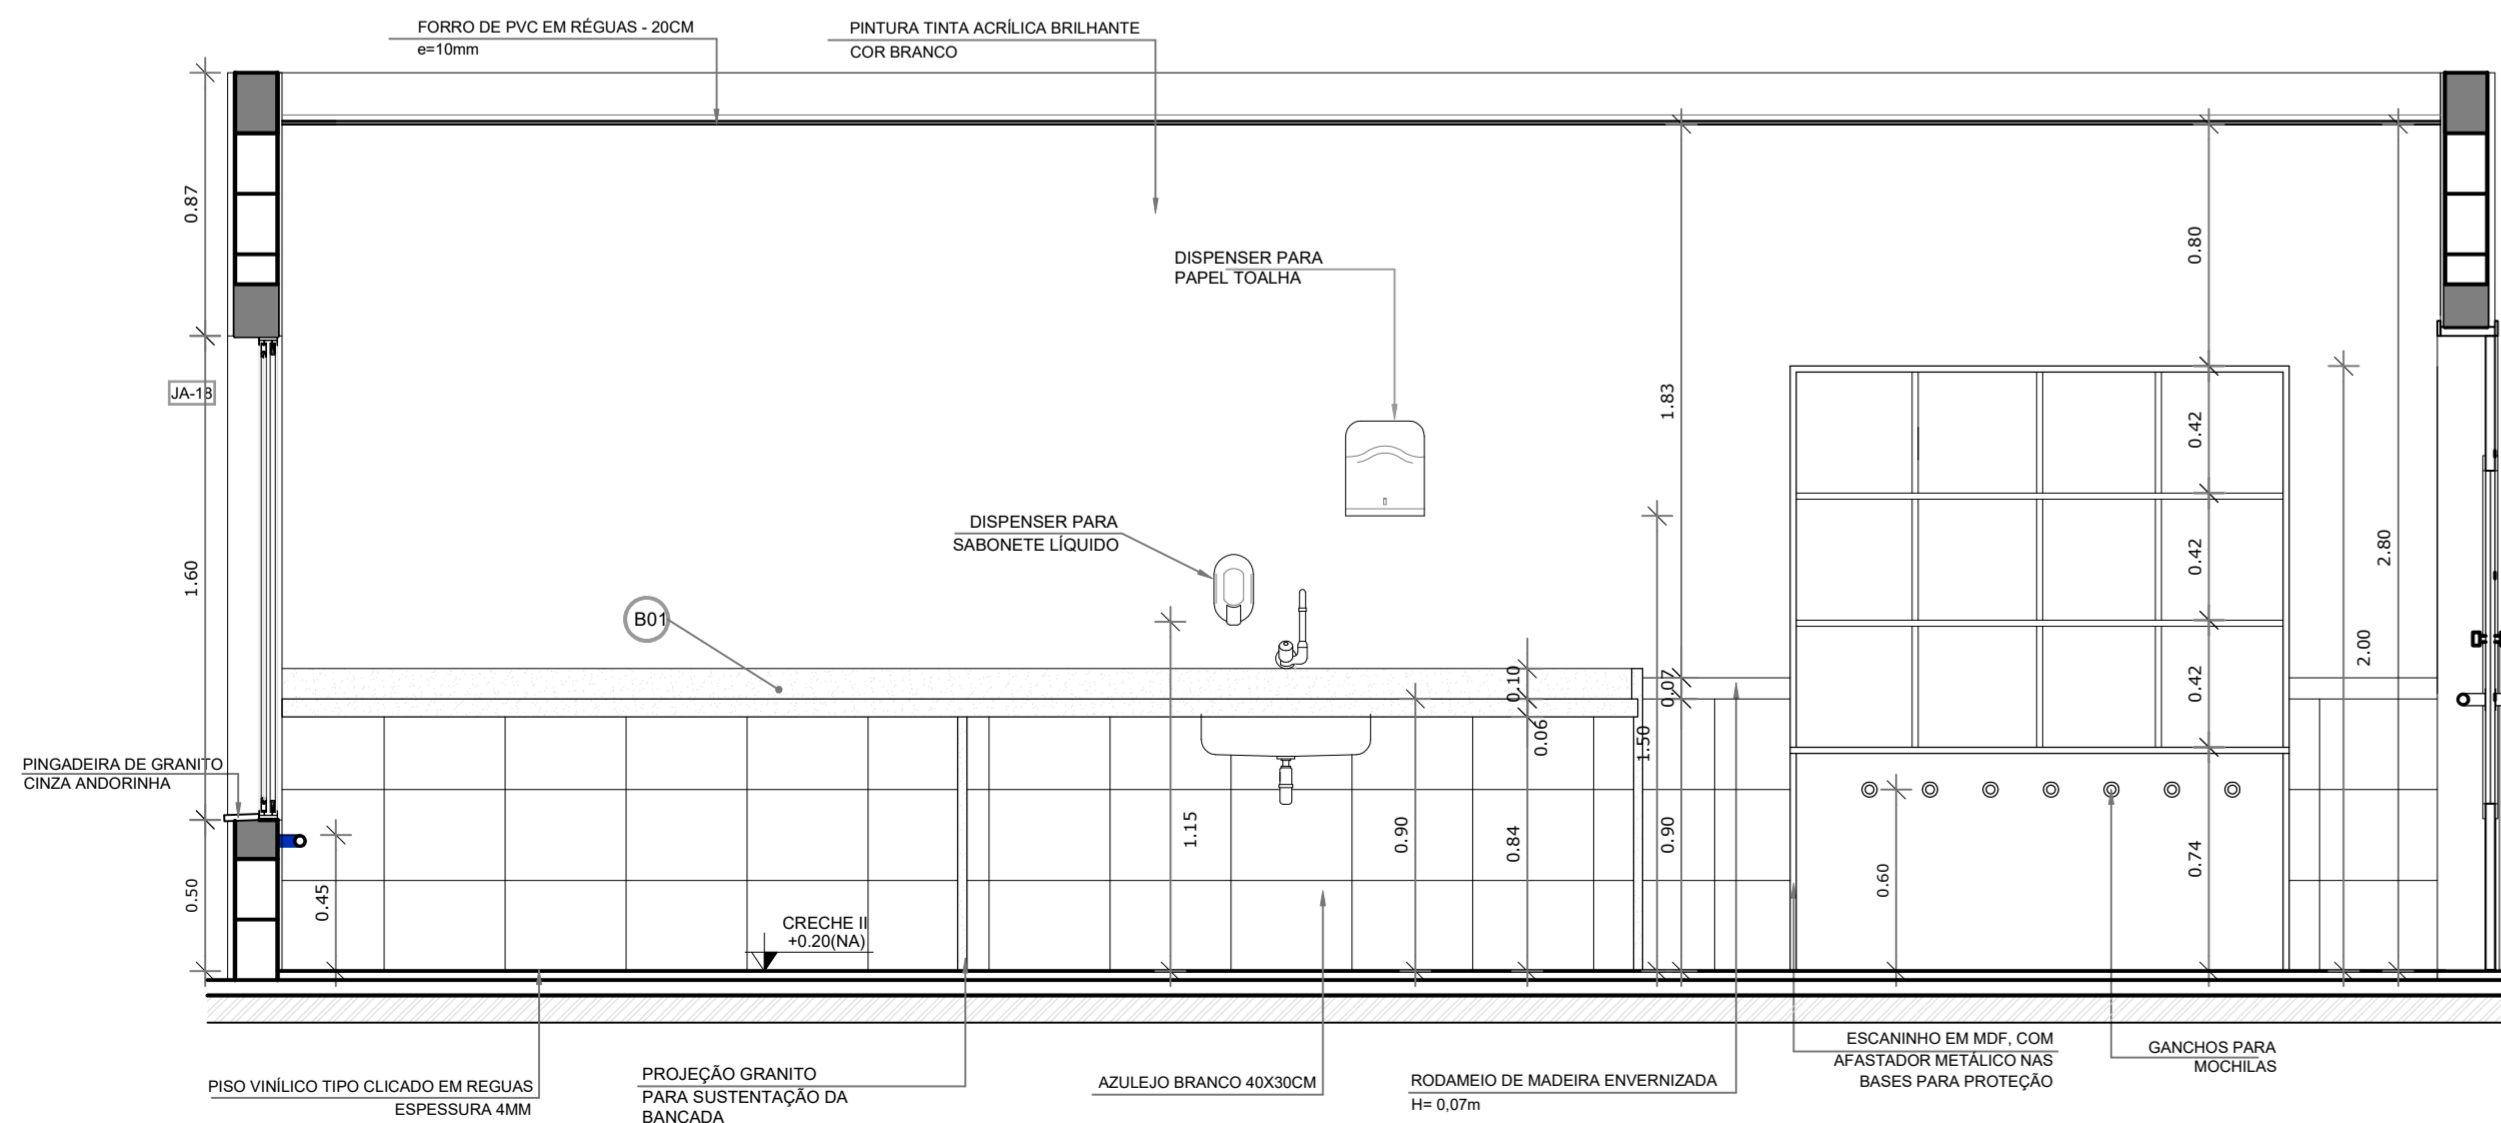 FORRO DE PVC EM RÉGUAS - 20CM
e=10mm
PINTURA TINTA ACRÍLICA BRILHANTE
COR BRANCO
0.87
0.80
DISPENSER PARA
PAPEL TOALHA
JA-18
1.83
0.42
DISPENSER PARA
SABONETE LÍQUIDO
1.60
0.42
2.80
B01
2.00
0.10
0.07
0.42
0.06
1.50
PINGADEIRA DE GRANITO
CINZA ANDORINHA
1.15
0.90
0.84
0.90
0.74
0.60
0.50
0.45
CRECHE II
+0.20(NA)
PISO VINÍLICO TIPO CLICADO EM REGUAS
ESPESSURA 4MM
PROJEÇÃO GRANITO
PARA SUSTENTAÇÃO DA
BANCADA
AZULEJO BRANCO 40X30CM
RODAMEIO DE MADEIRA ENVERNIZADA
H= 0,07m
ESCANINHO EM MDF, COM
AFASTADOR METÁLICO NAS
BASES PARA PROTEÇÃO
GANCHOS PARA
MOCHILAS